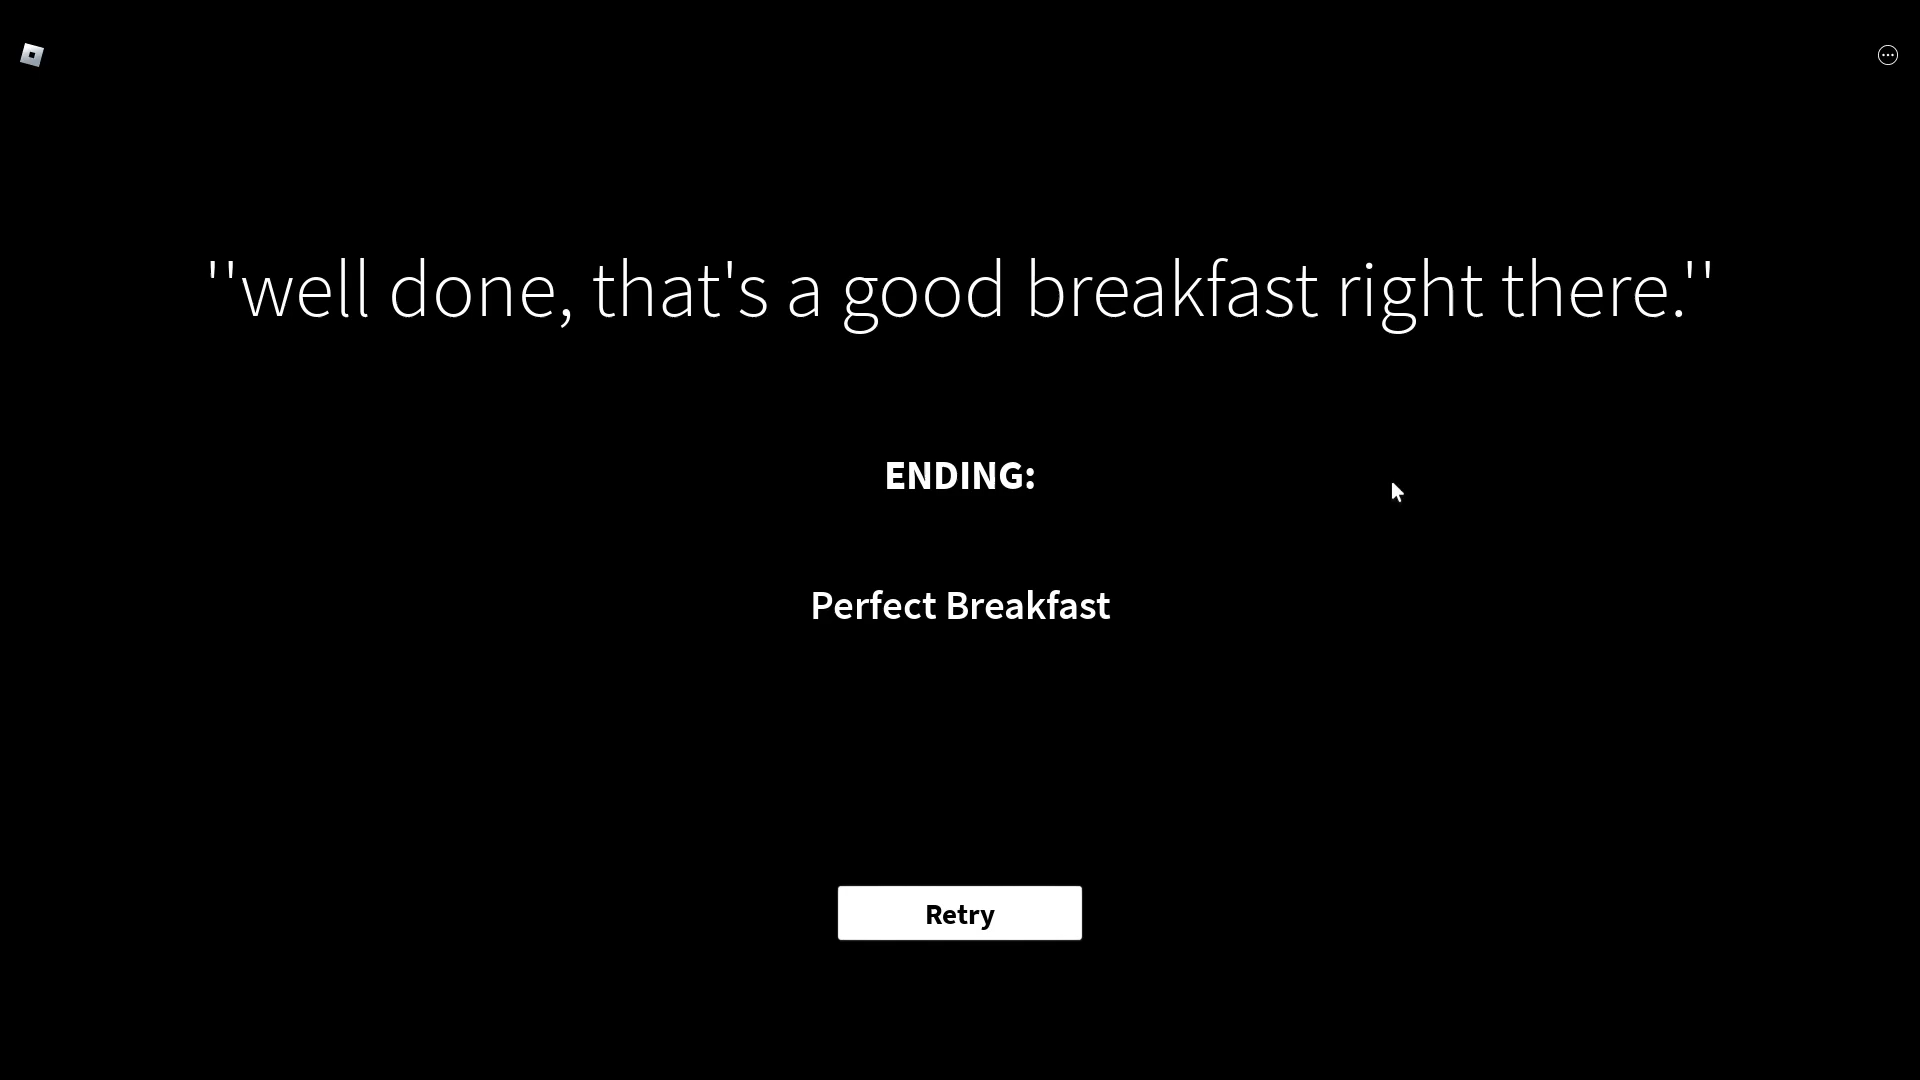 ''well done, that's a good breakfast right there.''
ENDING:
Perfect Breakfast
Retry